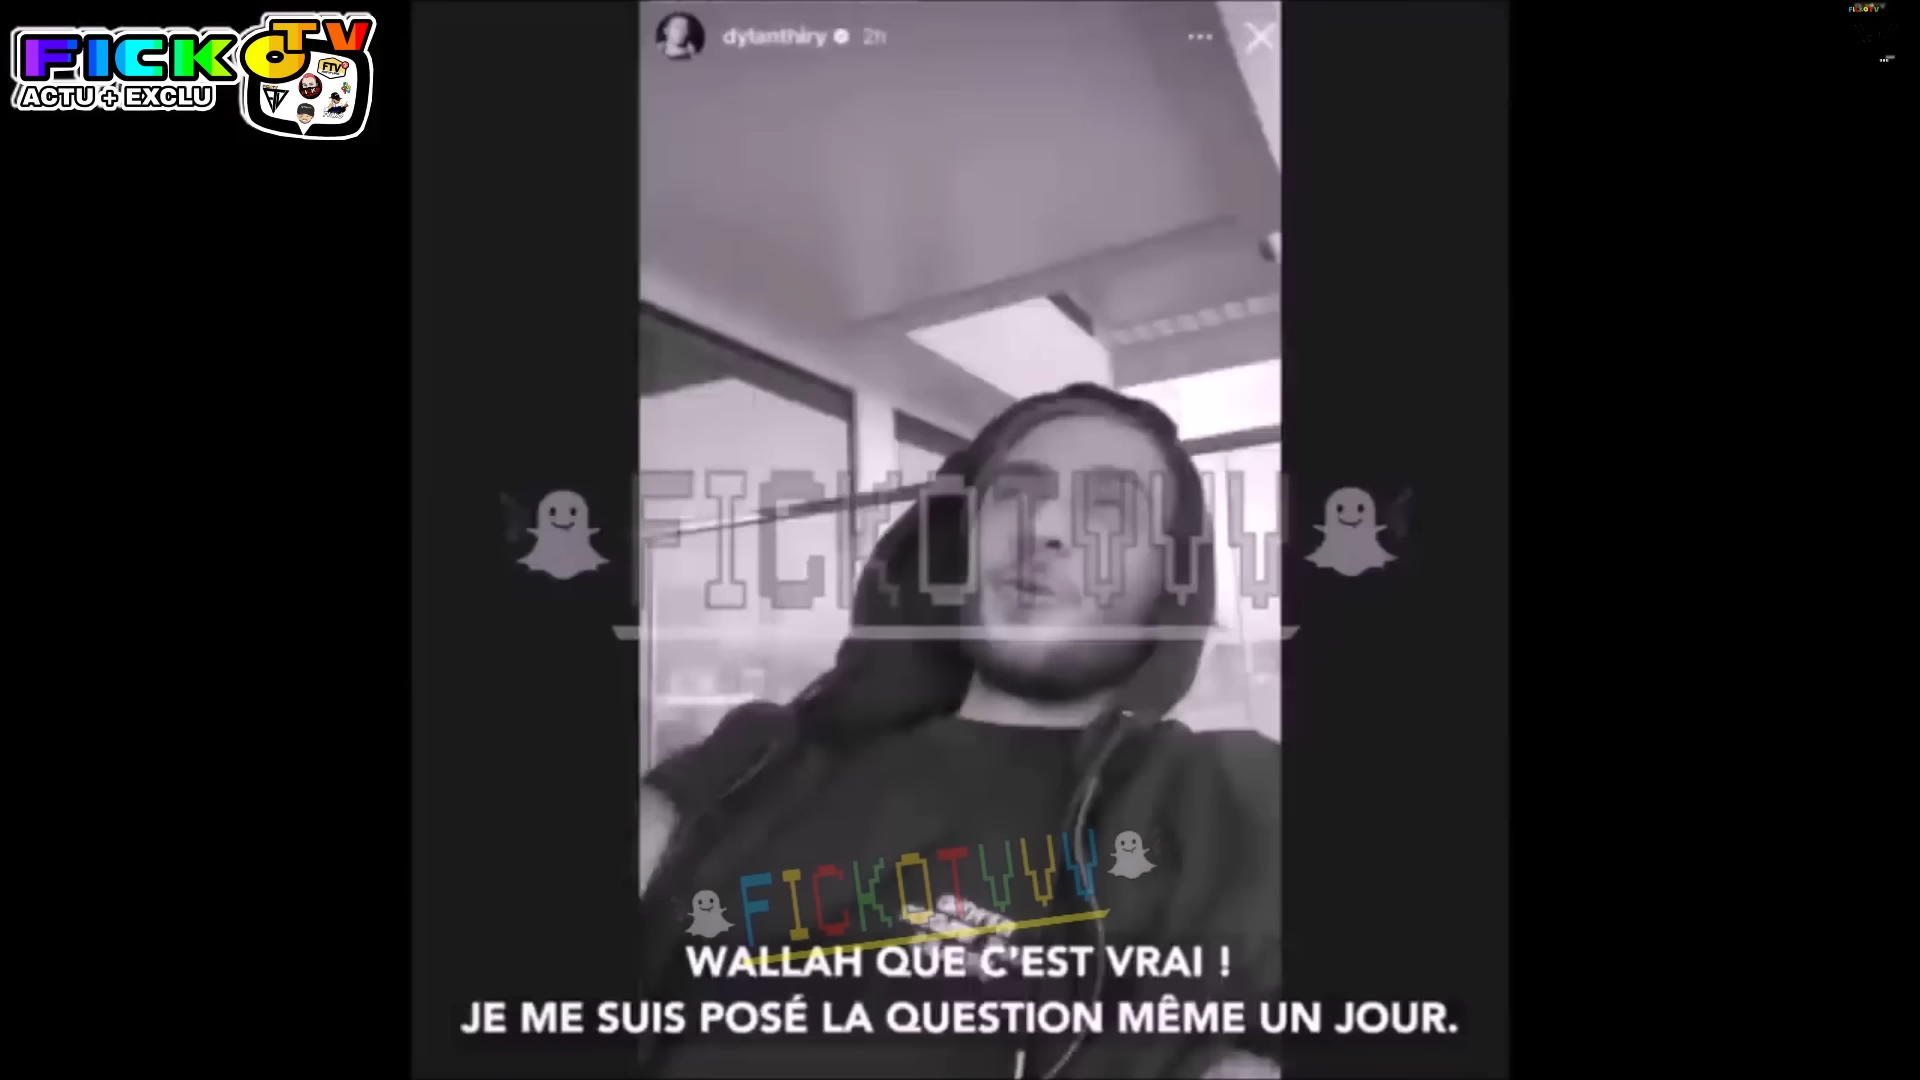 FICKOTV
ACTU + EXCLU
FTV
dylanthiry 2h
FICKOTVVV
FICKOTVVV
WALLAH QUE C'EST VRAI !
JE ME SUIS POSÉ LA QUESTION MÊME UN JOUR.